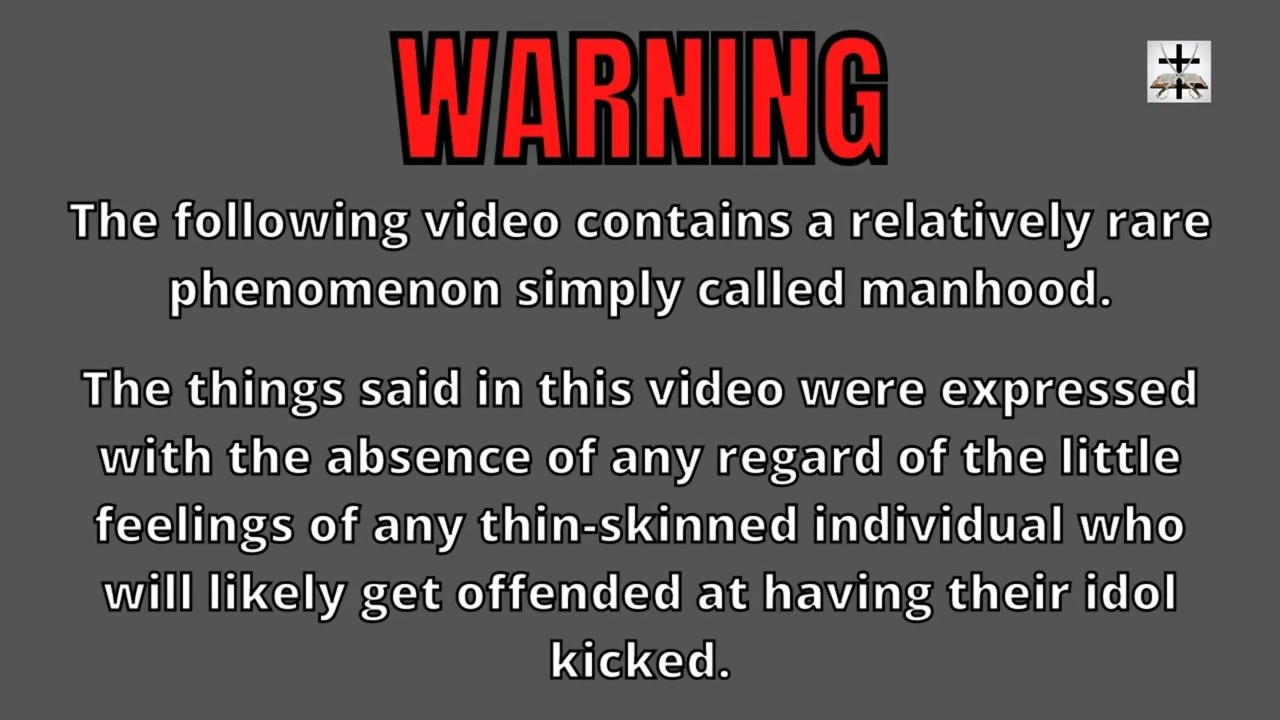 WARNING
The following video contains a relatively rare
phenomenon simply called manhood.
The things said in this video were expressed
with the absence of any regard of the little
feelings of any thin-skinned individual who
will likely get offended at having their idol
kicked.